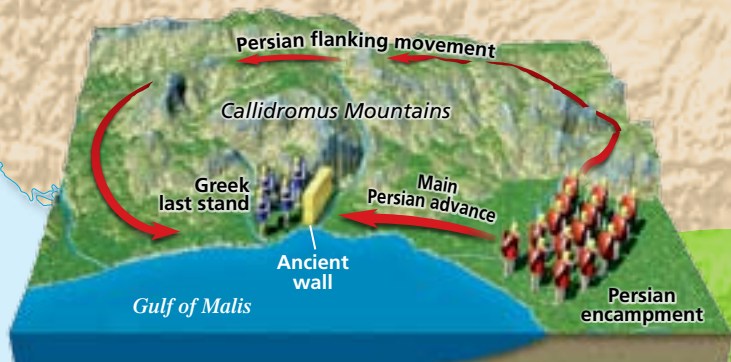 Persian flanking movement
Callidromus Mountains
Greek
last stand
Main
Persian advance
Ancient
wall
Gulf of Malis
Persian
encampment